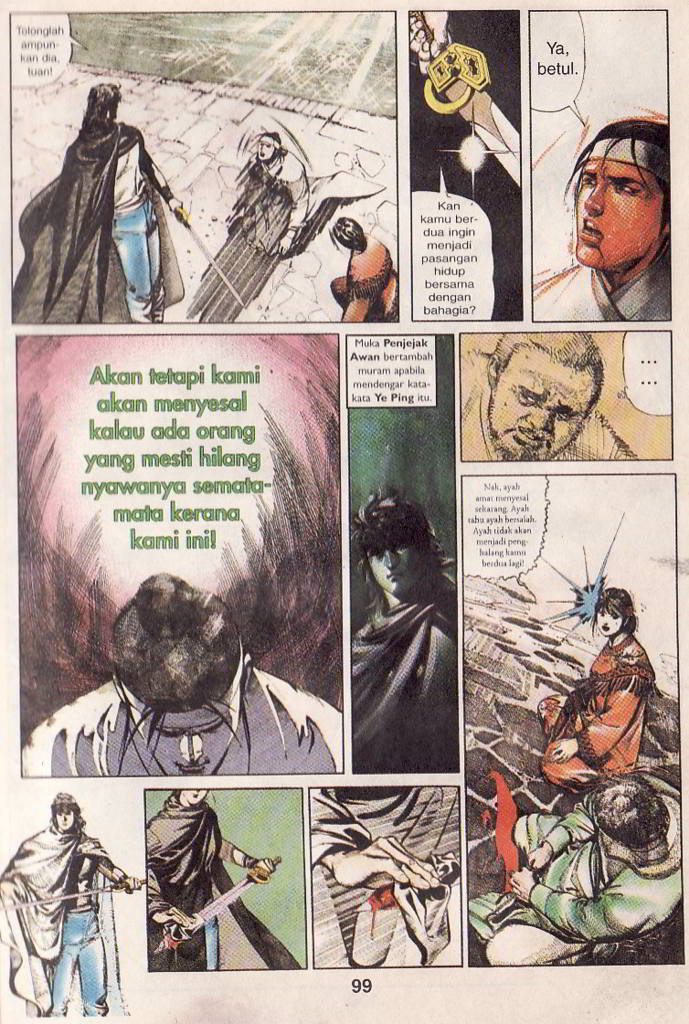 Tolonglah
ampun-
kan dia,
tuan!
Kan
kamu ber-
dua ingin
menjadi
pasangan
hidup
bersama
dengan
bahagia?
Ya,
betul.
Akan tetapi kami
akan menyesal
kalau ada orang
yang mesti hilang
nyawanya semata-
mata kerana
kami ini!
Muka Penjejak
Awan bertambah
muram apabila
mendengar kata-
kata Ye Ping itu.
...
...
Nak, ayah
amat menyesal
sekarang. Ayah
tahu ayah bersalah.
Ayah tidak akan
menjadi peng-
halang kamu
berdua lagi!
99